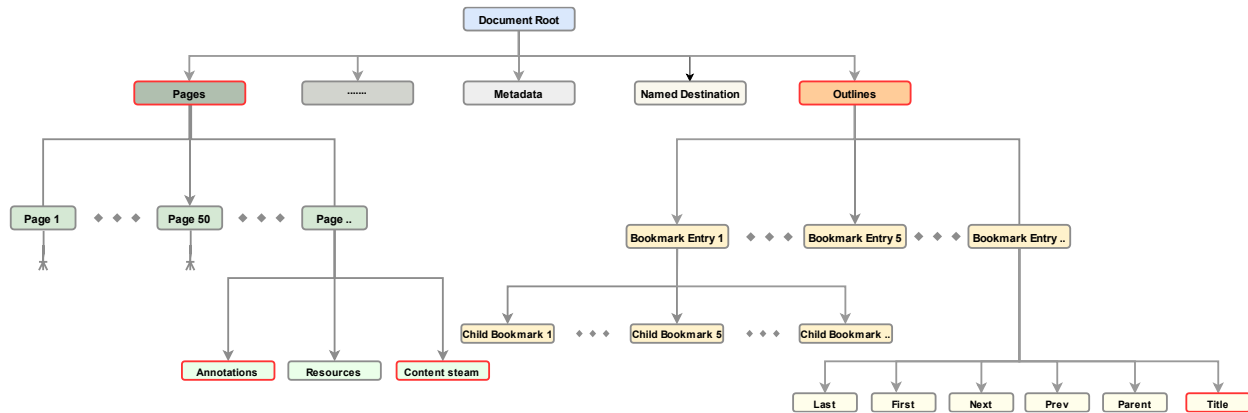 Document Root
Pages
.......
Metadata
Named Destination
Outlines
Page 1
Page 50
Page ..
Bookmark Entry 1
Bookmark Entry 5
Bookmark Entry ..
Child Bookmark 1
Child Bookmark 5
Child Bookmark ..
Annotations
Resources
Content steam
Last
First
Next
Prev
Parent
Title